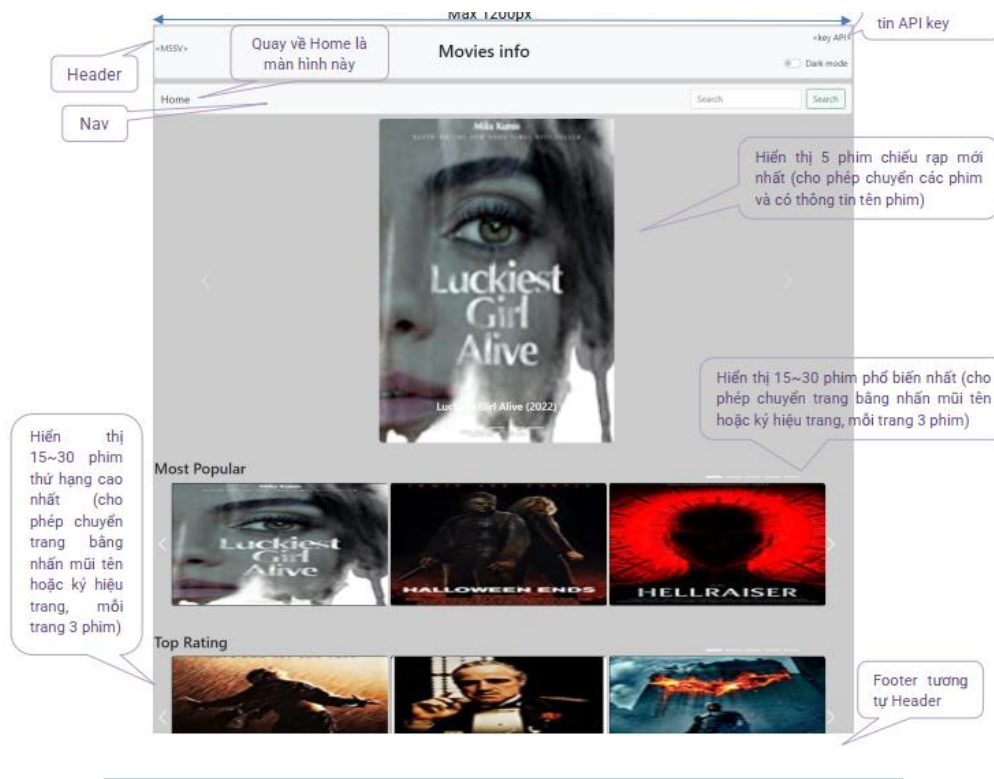 Max 1200px
tin API key
«MSSV»
Quay về Home là
màn hình này
Movies info
«key API»
Header
Dark mode
Home
Search
Search
Nav
Mila Kunis
Hiển thị 5 phim chiếu rạp mới
nhất (cho phép chuyển các phim
và có thông tin tên phim)
Luckiest
Girl
Alive
Luckiest Girl Alive (2022)
Hiển thị 15~30 phim phổ biến nhất (cho
phép chuyển trang bằng nhấn mũi tên
hoặc ký hiệu trang, mỗi trang 3 phim)
Hiển thị
15~30 phim
thứ hạng cao
nhất (cho
phép chuyển
trang bằng
nhấn mũi tên
hoặc ký hiệu
trang, mỗi
trang 3 phim)
Most Popular
Luckiest
Girl
Alive
HALLOWEEN ENDS
HELLRAISER
Top Rating
Footer tương
tự Header